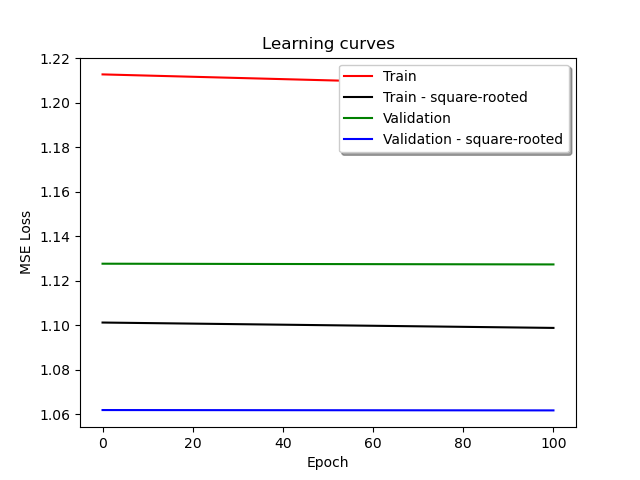 Learning curves
Train
Train - square-rooted
Validation
Validation - square-rooted
MSE Loss
1.22
1.20
1.18
1.16
1.14
1.12
1.10
1.08
1.06
0 20 40 60 80 100
Epoch